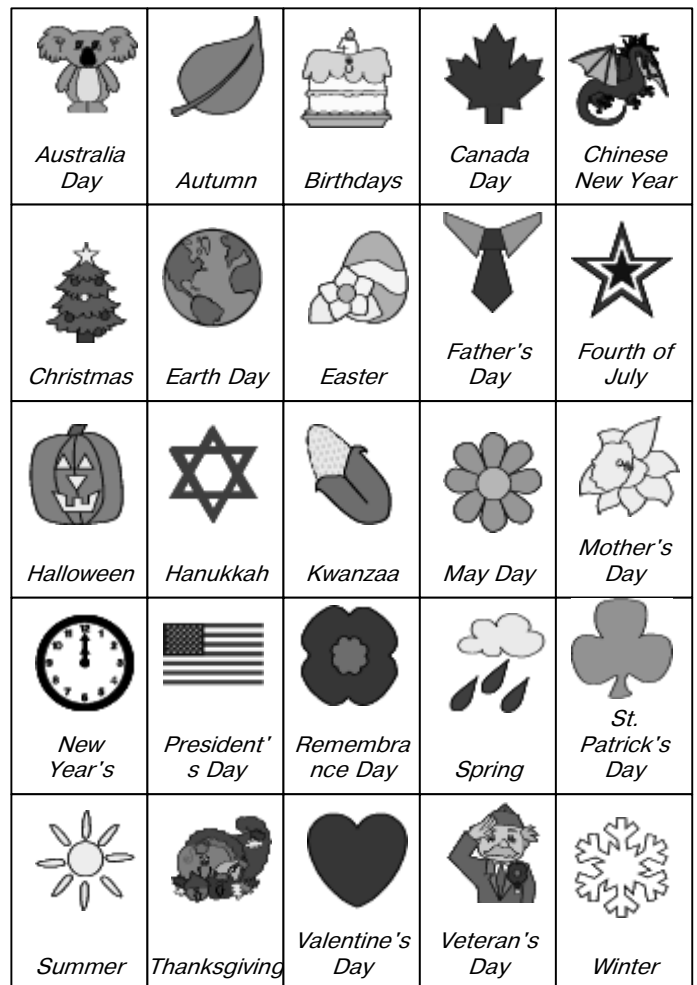 Australia
Day
Autumn
Birthdays
Canada
Day
Chinese
New Year
Christmas
Earth Day
Easter
Father's
Day
Fourth of
July
Halloween
Hanukkah
Kwanzaa
May Day
Mother's
Day
New
Year's
President'
s Day
Remembra
nce Day
Spring
St.
Patrick's
Day
Summer
Thanksgiving
Valentine's
Day
Veteran's
Day
Winter